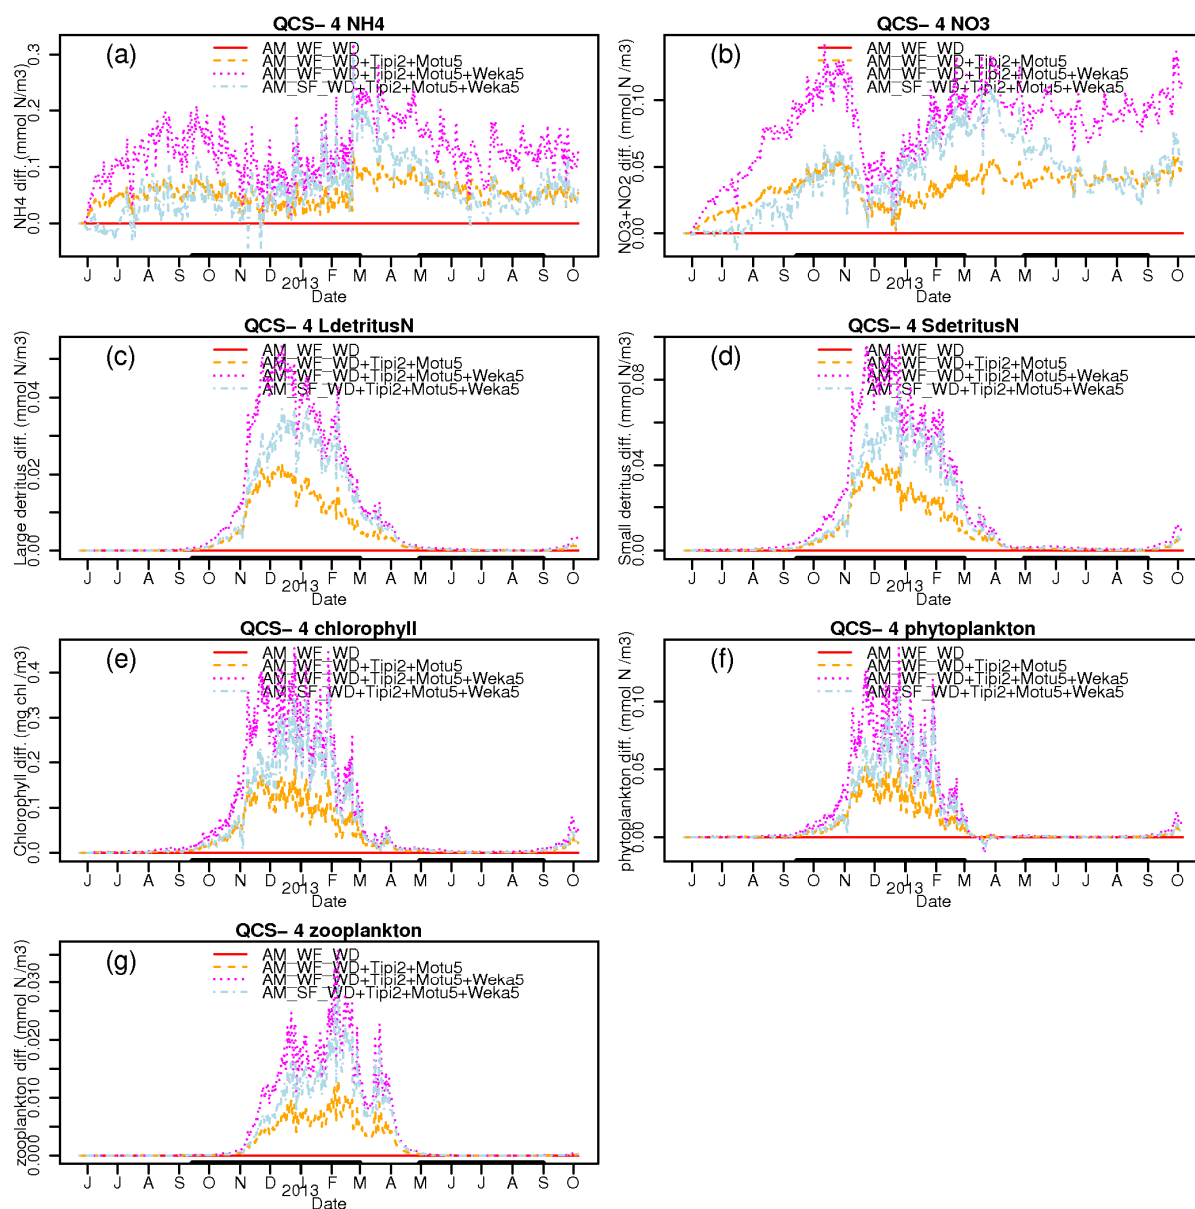 QCS− 4 NH4
(a)
AM_WF_WD
AM_WF_WD+Tipi2+Motu5
AM_WF_WD+Tipi2+Motu5+Weka5
AM_SF_WD+Tipi2+Motu5+Weka5
NH4 diff. (mmol N/m3)
0.0 0.1 0.2 0.3
J J A S O N D J F M A M J J A S O
2013
Date
QCS− 4 NO3
(b)
AM_WF_WD
AM_WF_WD+Tipi2+Motu5
AM_WF_WD+Tipi2+Motu5+Weka5
AM_SF_WD+Tipi2+Motu5+Weka5
NO3+NO2 diff. (mmol N /m3)
0.00 0.05 0.10
J J A S O N D J F M A M J J A S O
2013
Date
QCS− 4 LdetritusN
(c)
AM_WF_WD
AM_WF_WD+Tipi2+Motu5
AM_WF_WD+Tipi2+Motu5+Weka5
AM_SF_WD+Tipi2+Motu5+Weka5
Large detritus diff. (mmol N/m3)
0.00 0.02 0.04
J J A S O N D J F M A M J J A S O
2013
Date
QCS− 4 SdetritusN
(d)
AM_WF_WD
AM_WF_WD+Tipi2+Motu5
AM_WF_WD+Tipi2+Motu5+Weka5
AM_SF_WD+Tipi2+Motu5+Weka5
Small detritus diff. (mmol N/m3)
0.00 0.04 0.08
J J A S O N D J F M A M J J A S O
2013
Date
QCS− 4 chlorophyll
(e)
AM_WF_WD
AM_WF_WD+Tipi2+Motu5
AM_WF_WD+Tipi2+Motu5+Weka5
AM_SF_WD+Tipi2+Motu5+Weka5
Chlorophyll diff. (mg chl /m3)
0.0 0.1 0.2 0.3 0.4
J J A S O N D J F M A M J J A S O
2013
Date
QCS− 4 phytoplankton
(f)
AM_WF_WD
AM_WF_WD+Tipi2+Motu5
AM_WF_WD+Tipi2+Motu5+Weka5
AM_SF_WD+Tipi2+Motu5+Weka5
phytoplankton diff. (mmol N /m3)
0.00 0.05 0.10
J J A S O N D J F M A M J J A S O
2013
Date
QCS− 4 zooplankton
(g)
AM_WF_WD
AM_WF_WD+Tipi2+Motu5
AM_WF_WD+Tipi2+Motu5+Weka5
AM_SF_WD+Tipi2+Motu5+Weka5
zooplankton diff. (mmol N /m3)
0.000 0.010 0.020 0.030
J J A S O N D J F M A M J J A S O
2013
Date